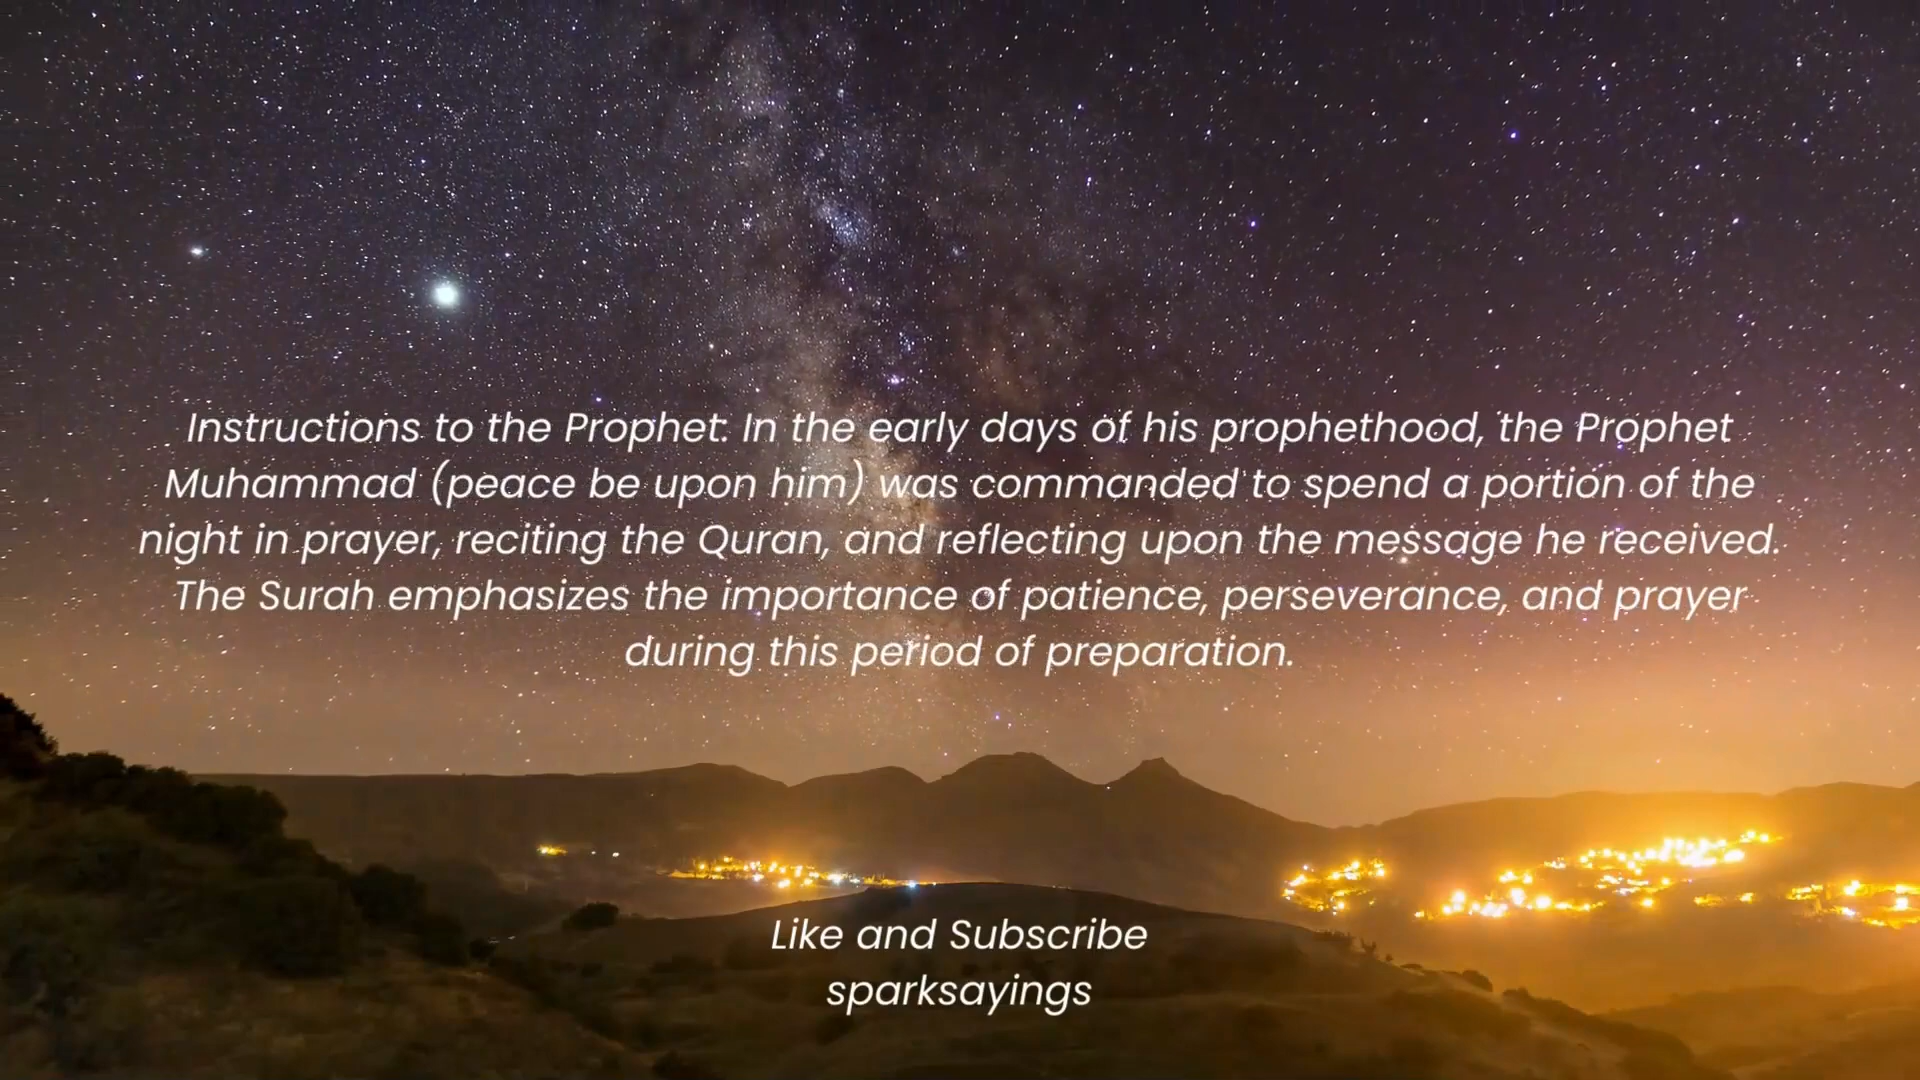 Instructions to the Prophet: In the early days of his prophethood, the Prophet
Muhammad (peace be upon him) was commanded to spend a portion of the
night in prayer, reciting the Quran, and reflecting upon the message he received.
The Surah emphasizes the importance of patience, perseverance, and prayer
during this period of preparation.
Like and Subscribe
sparksayings